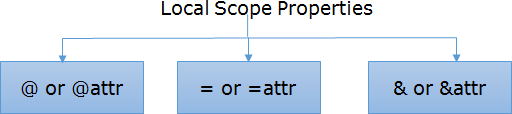 Local Scope Properties
@ or @attr
= or =attr
& or &attr